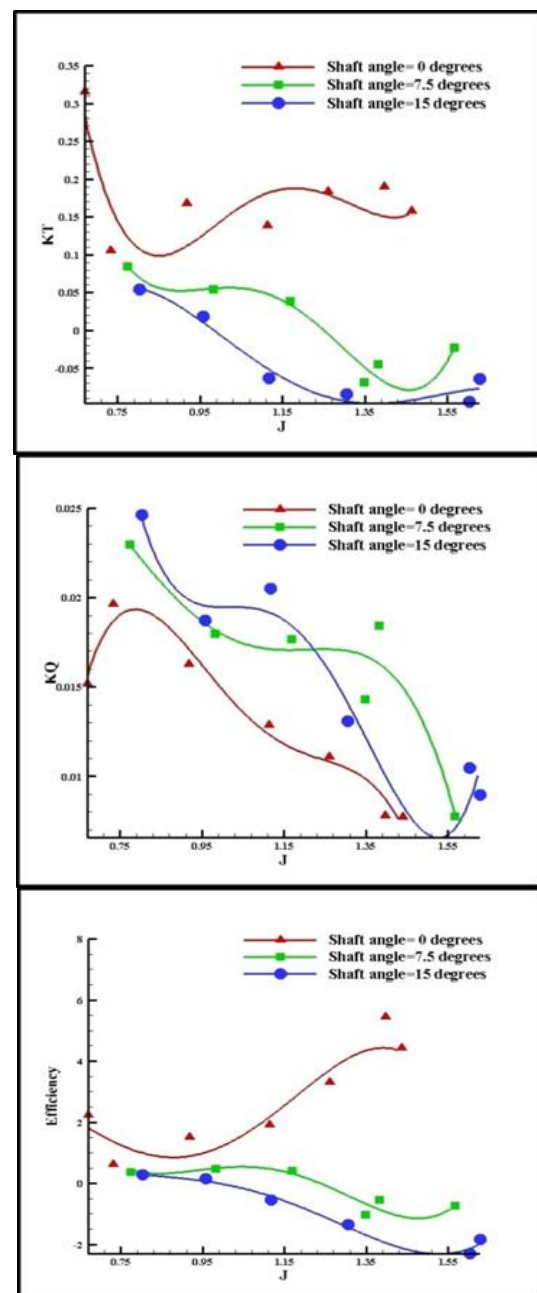 0.35
0.3
0.25
0.2
0.15
0.1
0.05
0
-0.05
KT
Shaft angle= 0 degrees
Shaft angle=7.5 degrees
Shaft angle=15 degrees
0.75 0.95 1.15 1.35 1.55
J
0.025
0.02
0.015
0.01
KQ
Shaft angle= 0 degrees
Shaft angle=7.5 degrees
Shaft angle=15 degrees
0.75 0.95 1.15 1.35 1.55
J
8
6
4
2
0
-2
Efficiency
Shaft angle= 0 degrees
Shaft angle=7.5 degrees
Shaft angle=15 degrees
0.75 0.95 1.15 1.35 1.55
J